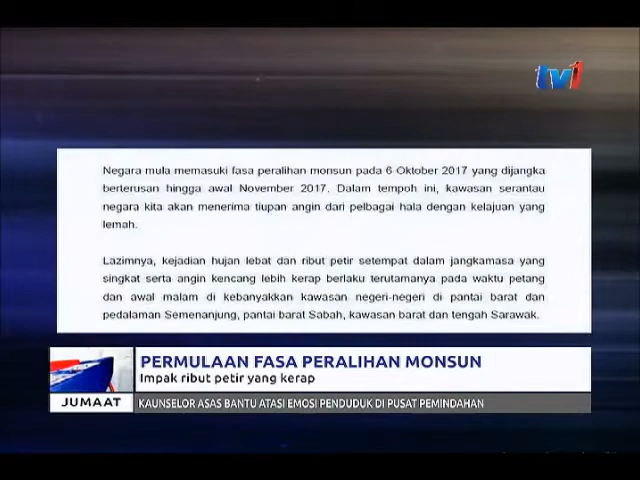 tv1
Negara mula memasuki fasa peralihan monsun pada 6 Oktober 2017 yang dijangka
berterusan hingga awal November 2017. Dalam tempoh ini, kawasan serantau
negara kita akan menerima tiupan angin dari pelbagai hala dengan kelajuan yang
lemah.
Lazimnya, kejadian hujan lebat dan ribut petir setempat dalam jangkamasa yang
singkat serta angin kencang lebih kerap berlaku terutamanya pada waktu petang
dan awal malam di kebanyakkan kawasan negeri-negeri di pantai barat dan
pedalaman Semenanjung, pantai barat Sabah, kawasan barat dan tengah Sarawak.
PERMULAAN FASA PERALIHAN MONSUN
Impak ribut petir yang kerap
JUMAAT
KAUNSELOR ASAS BANTU ATASI EMOSI PENDUDUK DI PUSAT PEMINDAHAN